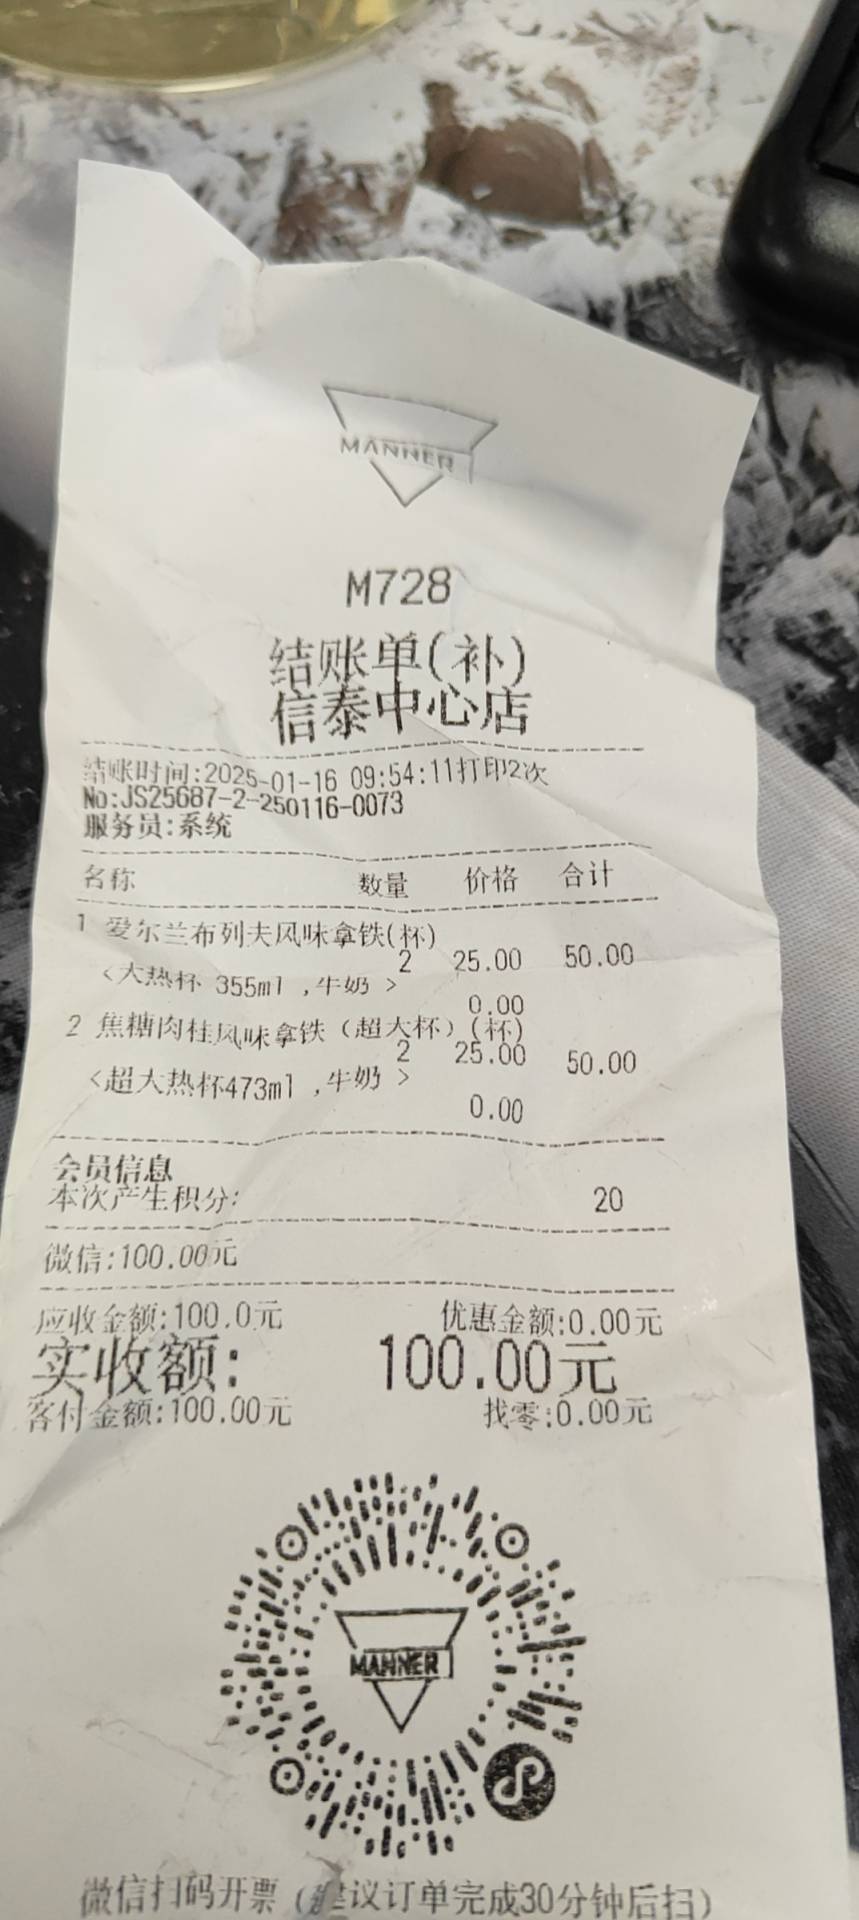 MANNER
M728
结账单(补)
信泰中心店
结账时间:2025-01-16 09:54:11打印2次
No:JS25687-2-250116-0073
服务员:系统
名称 数量 价格 合计
1 爱尔兰布列夫风味拿铁(杯)
2 25.00 50.00
<大热杯 355ml ,牛奶 >
0.00
2 焦糖肉桂风味拿铁（超大杯）(杯)
2 25.00 50.00
<超大热杯473ml ,牛奶 >
0.00
会员信息
本次产生积分: 20
微信:100.00元
应收金额:100.0元 优惠金额:0.00元
实收额: 100.00元
客付金额:100.00元 找零:0.00元
MANNER
微信扫码开票（建议订单完成30分钟后扫）